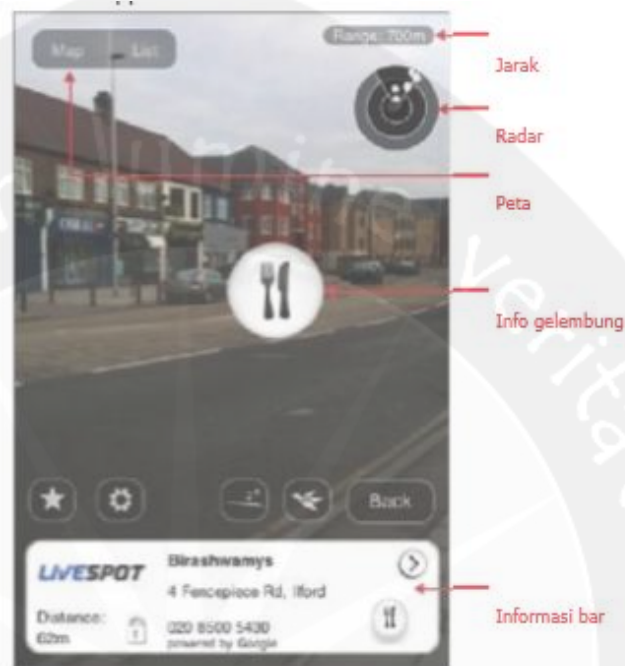 Map List
Range: 700m
Jarak
Radar
Peta
Info gelembung
Back
LIVESPOT
Birashwamys
4 Fencepiece Rd, Ilford
Distance:
62m
020 8500 5430
powered by Google
Informasi bar